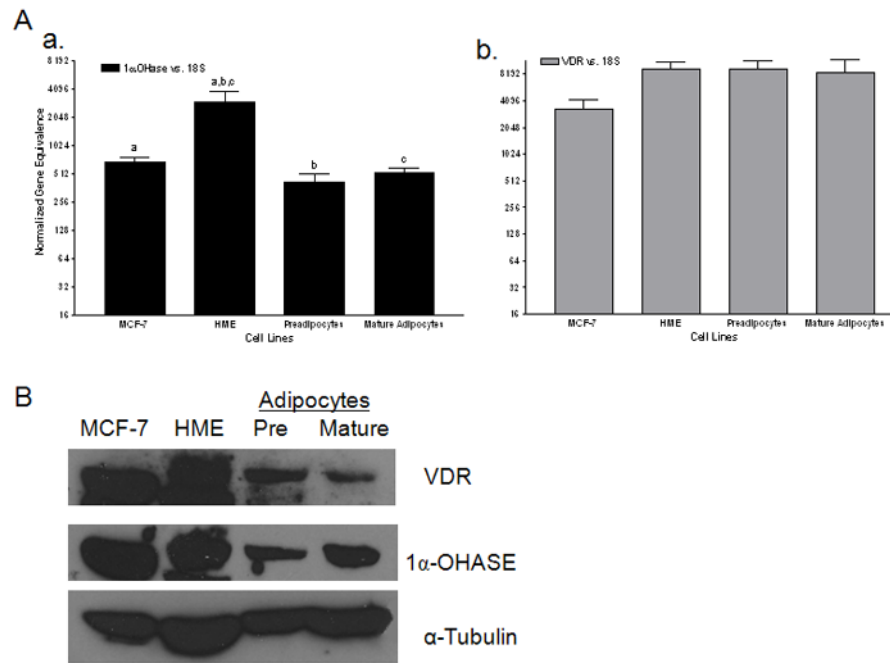 A
a.
1αOHase vs. 18S
8192
4096
2048
1024
512
256
128
64
32
16
Normalized Gene Equivalence
a
a,b,c
b
c
MCF-7 HME Preadipocytes Mature Adipocytes
Cell Lines
b.
VDR vs. 18S
8192
4096
2048
1024
512
256
128
64
32
16
MCF-7 HME Preadipocytes Mature Adipocytes
Cell Lines
B
Adipocytes
MCF-7 HME Pre Mature
VDR
1α-OHASE
α-Tubulin